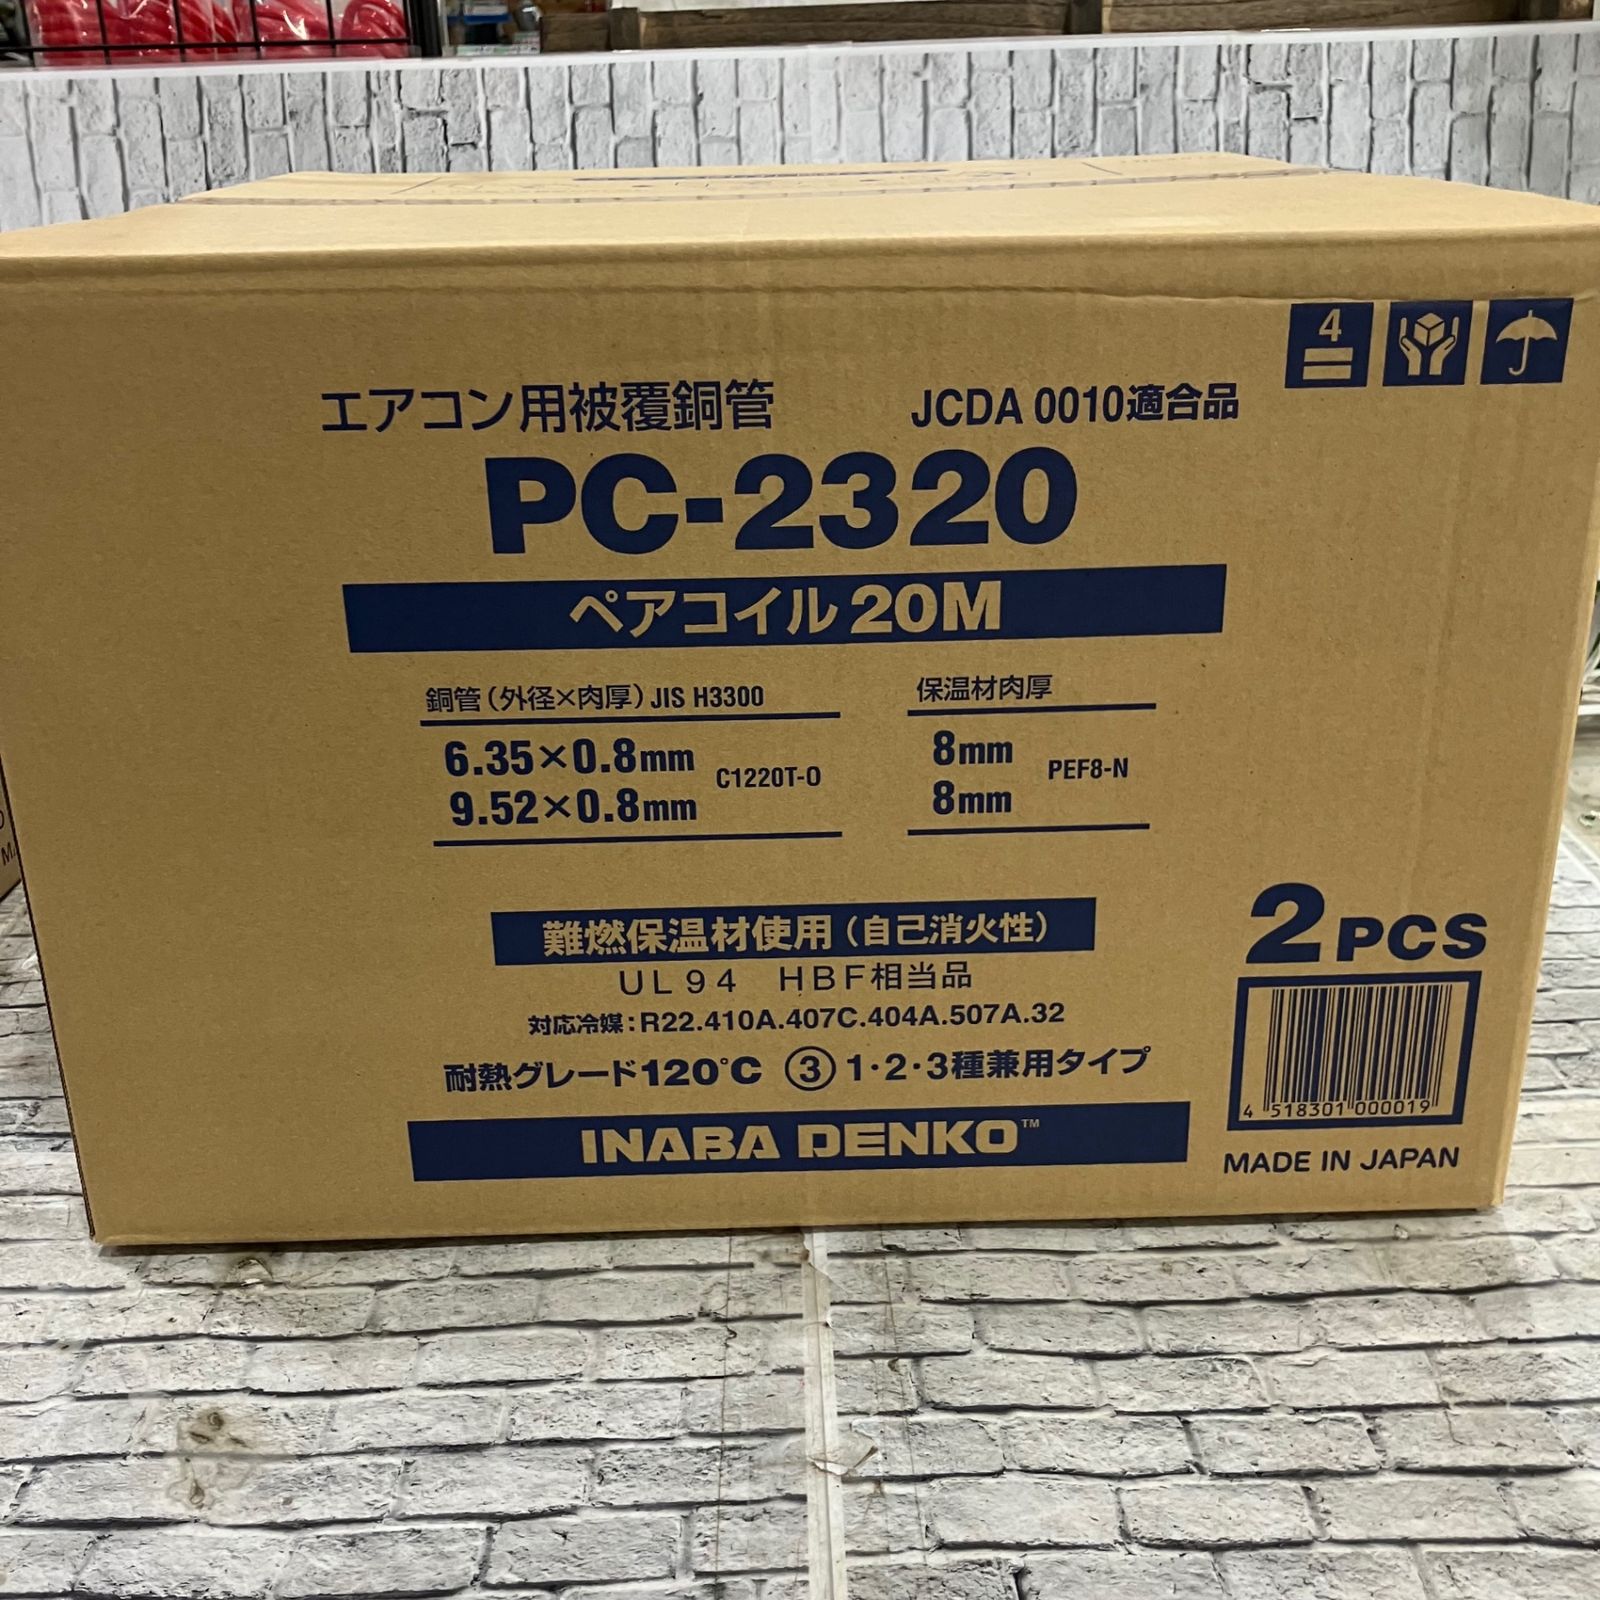 4
エアコン用被覆銅管
JCDA 0010適合品
PC-2320
ペアコイル20M
銅管(外径×肉厚) JIS H3300
保温材肉厚
6.35×0.8mm
9.52×0.8mm
C1220T-O
8mm
8mm
PEF8-N
難燃保温材使用(自己消火性)
UL94 HBF相当品
対応冷媒:R22.410A.407C.404A.507A.32
耐熱グレード120℃ ③ 1・2・3種兼用タイプ
INABA DENKO™
2PCS
4 518301 000019
MADE IN JAPAN